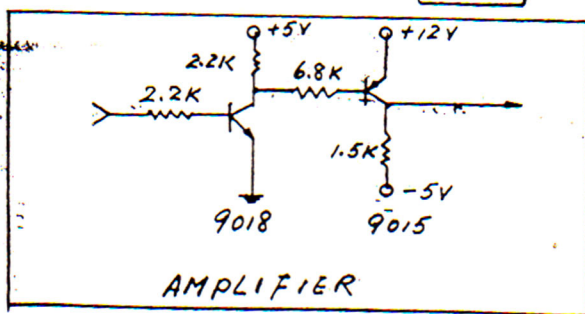 +5V
+12V
2.2K
6.8K
2.2K
1.5K
-5V
9018
9015
AMPLIFIER